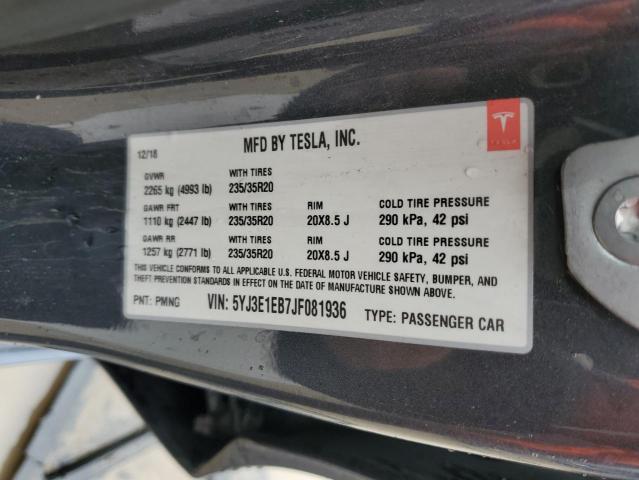 MFD BY TESLA, INC.
TESLA
12/18
GVWR WITH TIRES
2265 kg (4993 lb) 235/35R20
GAWR FRT WITH TIRES RIM COLD TIRE PRESSURE
1110 kg (2447 lb) 235/35R20 20X8.5 J 290 kPa, 42 psi
GAWR RR WITH TIRES RIM COLD TIRE PRESSURE
1257 kg (2771 lb) 235/35R20 20X8.5 J 290 kPa, 42 psi
THIS VEHICLE CONFORMS TO ALL APPLICABLE U.S. FEDERAL MOTOR VEHICLE SAFETY, BUMPER, AND
THEFT PREVENTION STANDARDS IN EFFECT ON THE DATE OF MANUFACTURE SHOWN ABOVE.
PNT: PMNG VIN: 5YJ3E1EB7JF081936 TYPE: PASSENGER CAR